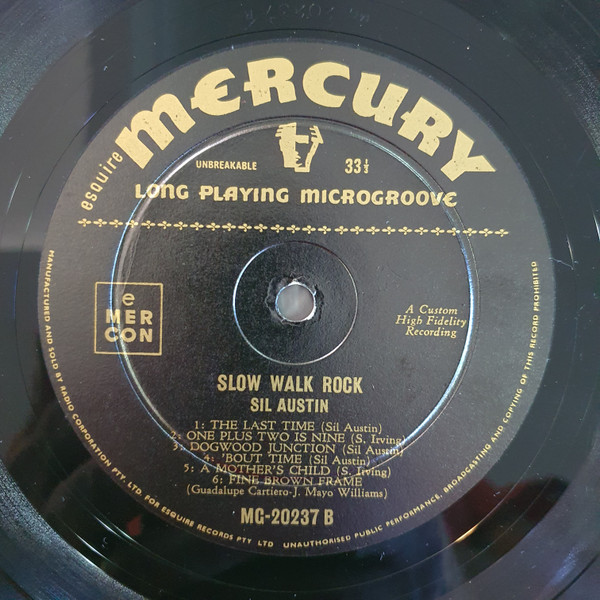 esquire
MERCURY
UNBREAKABLE
33⅓
LONG PLAYING MICROGROOVE
e
MER
CON
A Custom
High Fidelity
Recording
SLOW WALK ROCK
SIL AUSTIN
1: THE LAST TIME (Sil Austin)
2: ONE PLUS TWO IS NINE (S. Irving)
3: DOGWOOD JUNCTION (Sil Austin)
4: 'BOUT TIME (Sil Austin)
5: A MOTHER'S CHILD (S. Irving)
6: FINE BROWN FRAME
(Guadalupe Cartiero-J. Mayo Williams)
MG-20237 B
MANUFACTURED AND SOLD BY RADIO CORPORATION PTY. LTD. FOR ESQUIRE RECORDS PTY LTD UNAUTHORISED PUBLIC PERFORMANCE, BROADCASTING AND COPYING OF THIS RECORD PROHIBITED